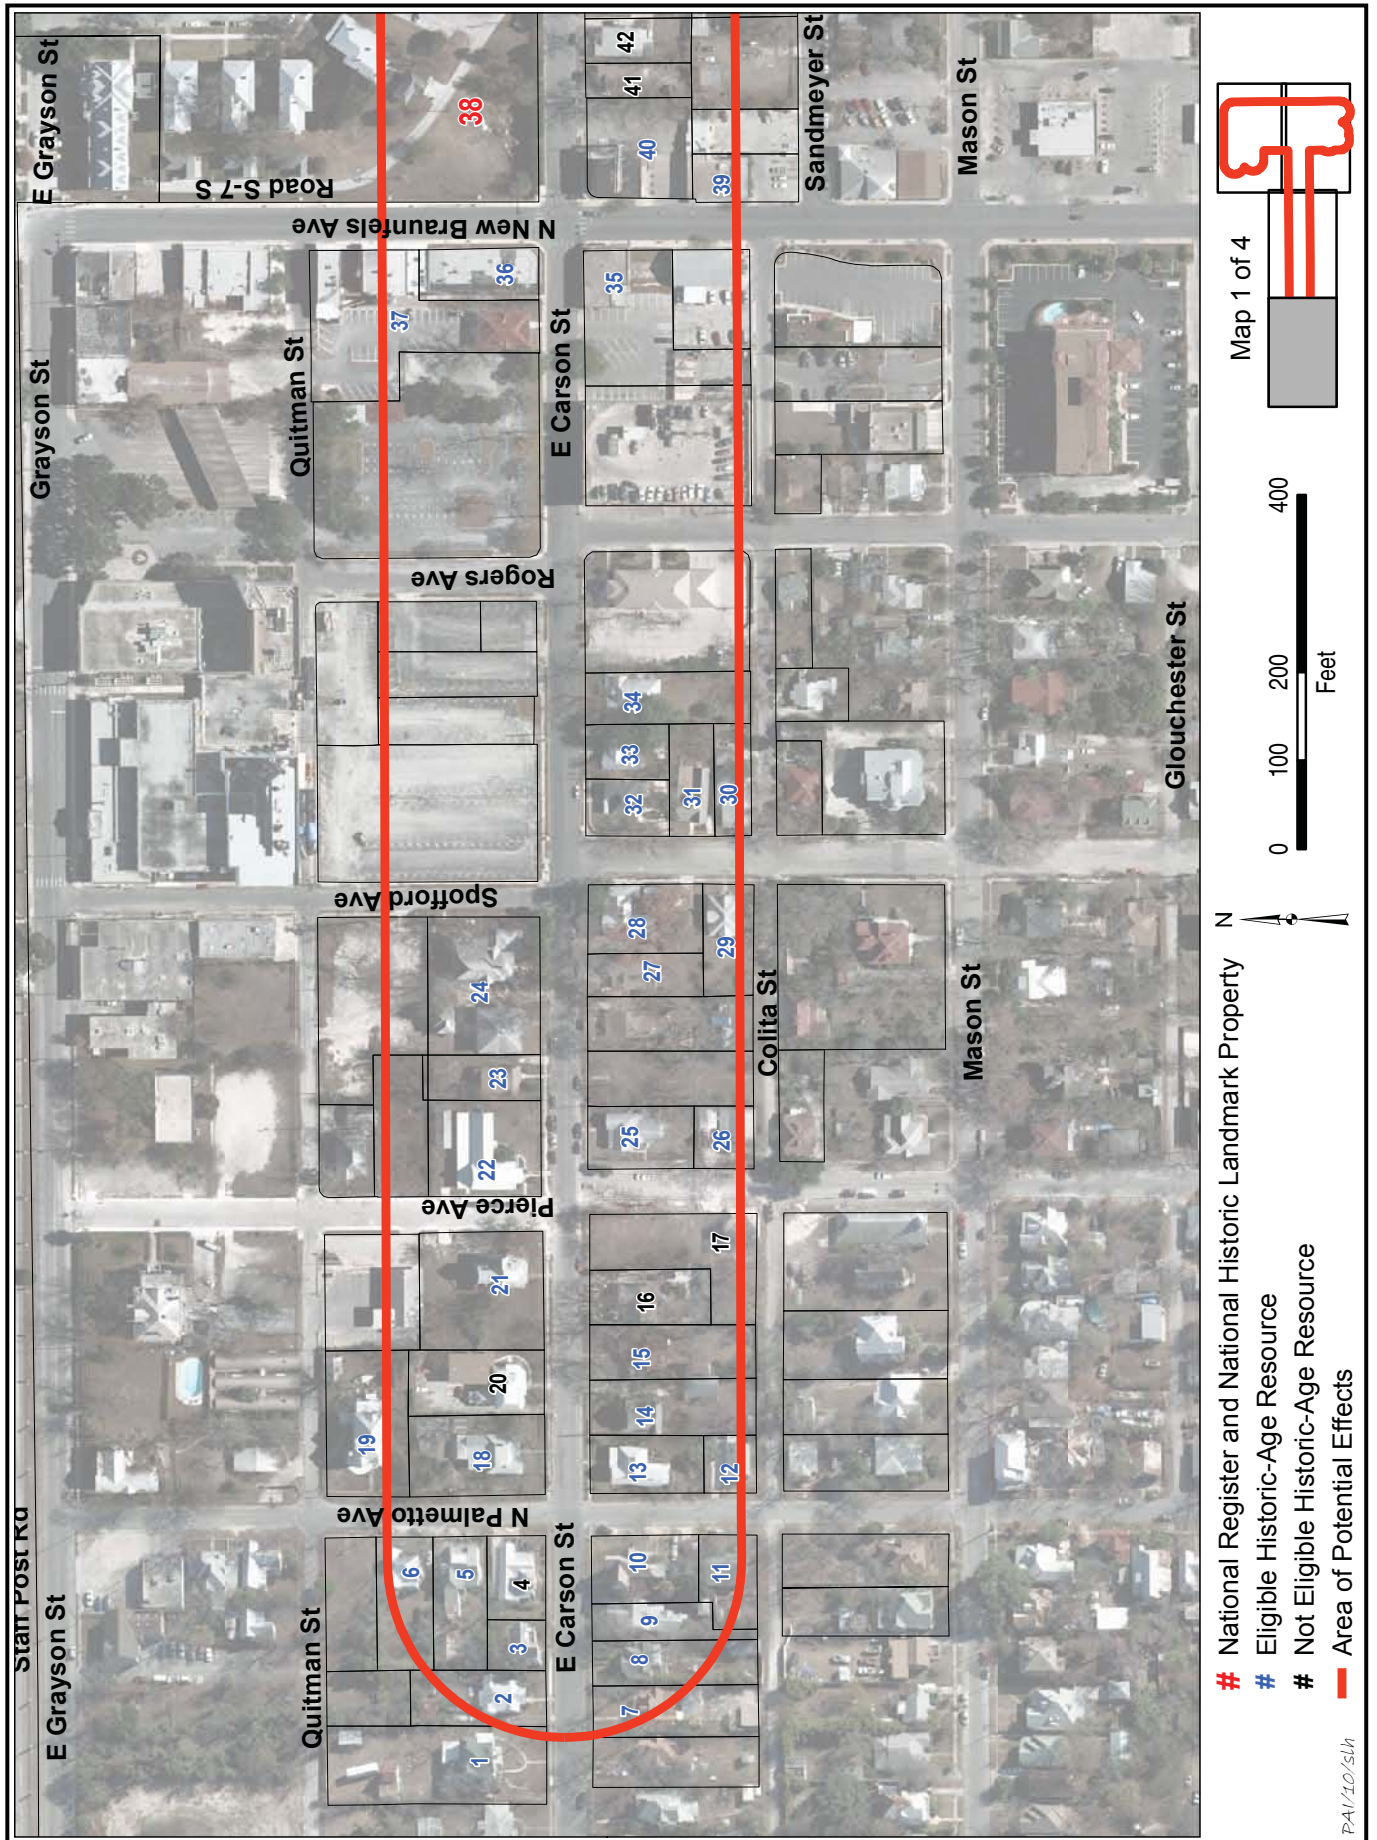 Staff Post Rd
E Grayson St
Grayson St
E Grayson St
Quitman St
Quitman St
Road S-7 S
N New Braunfels Ave
Rogers Ave
Spofford Ave
Pierce Ave
N Palmetto Ave
E Carson St
E Carson St
Colita St
Sandmeyer St
Mason St
Mason St
Glouchester St
1
2
3
4
5
6
7
8
9
10
11
12
13
14
15
16
17
18
19
20
21
22
23
24
25
26
27
28
29
30
31
32
33
34
35
36
37
38
39
40
41
42
# National Register and National Historic Landmark Property
# Eligible Historic-Age Resource
# Not Eligible Historic-Age Resource
Area of Potential Effects
N
0 100 200 400
Feet
Map 1 of 4
PAI/10/slh